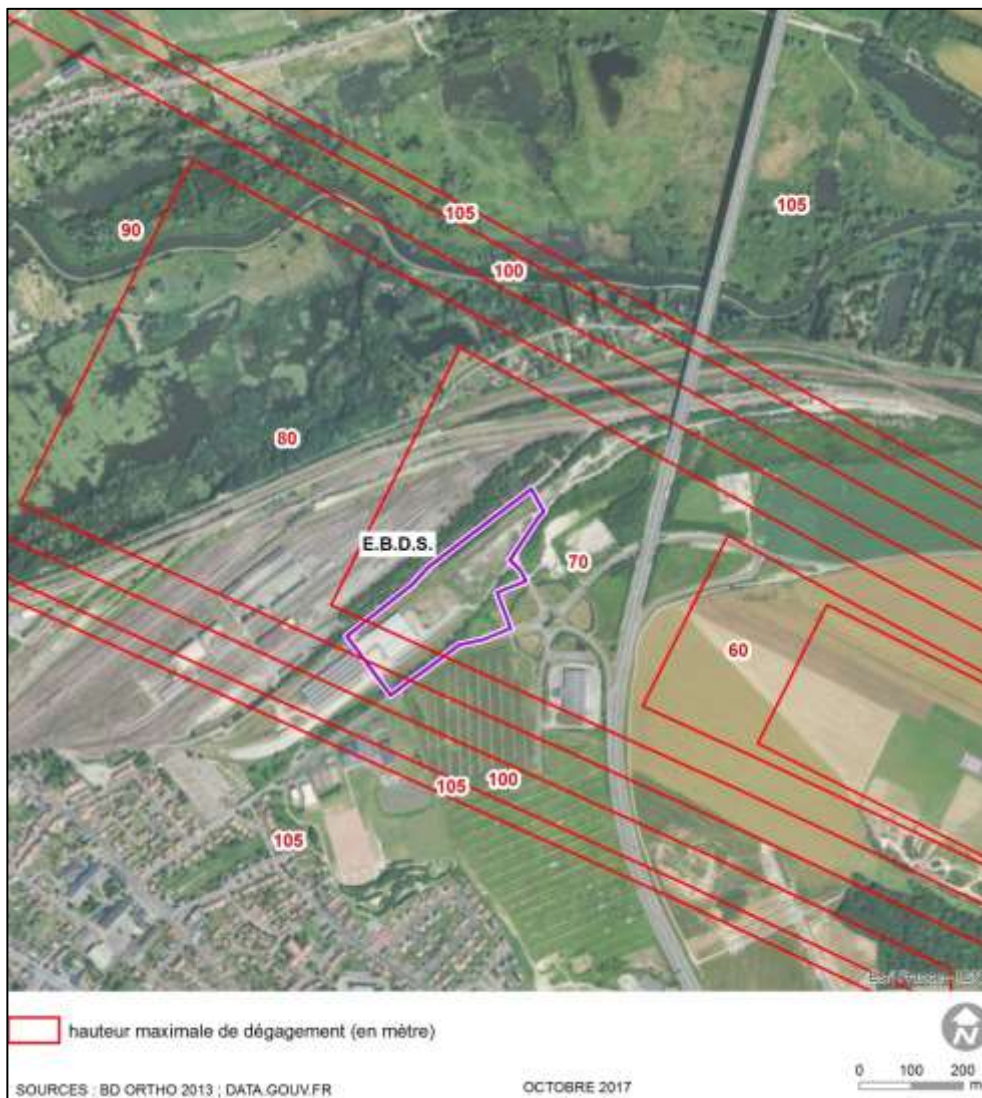 105
90
105
100
80
E.B.D.S.
70
60
105
100
105
hauteur maximale de dégagement (en mètre)
N
0 100 200
m
SOURCES : BD ORTHO 2013 ; DATA.GOUV.FR
OCTOBRE 2017